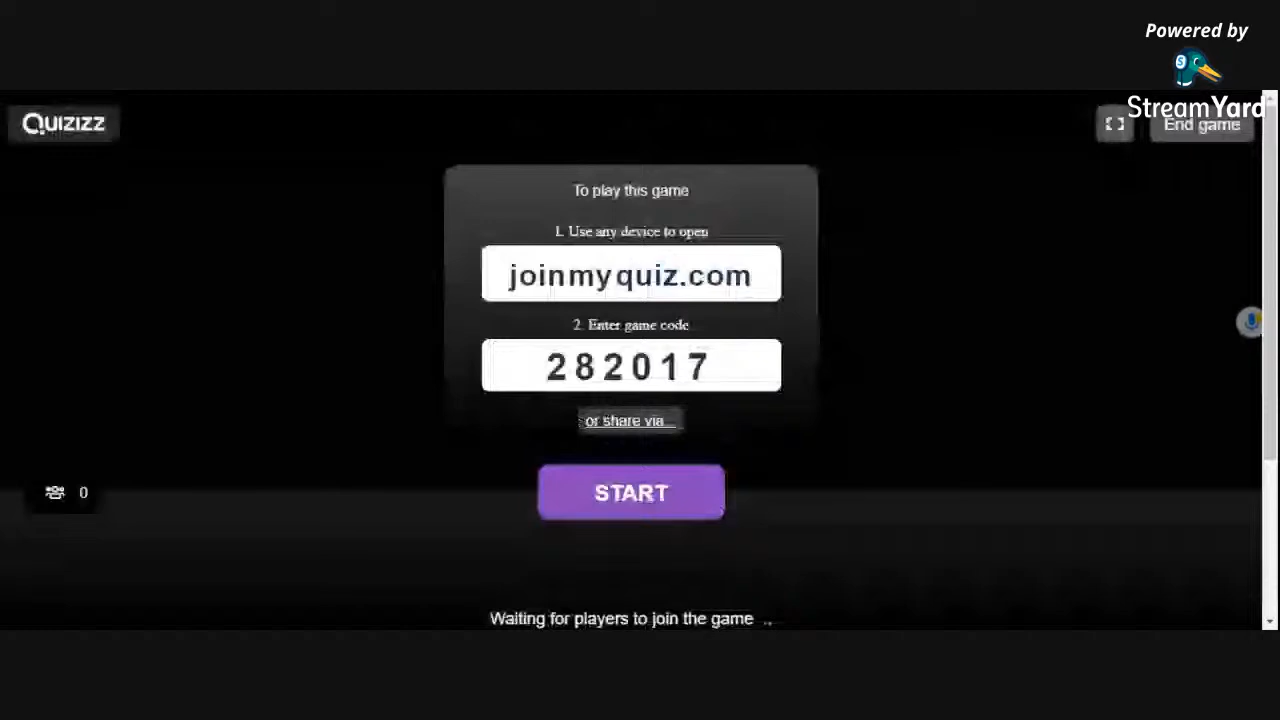 Powered by
StreamYard
Quizizz
End game
To play this game
1. Use any device to open
joinmyquiz.com
2. Enter game code
282017
or share via...
START
0
Waiting for players to join the game ..